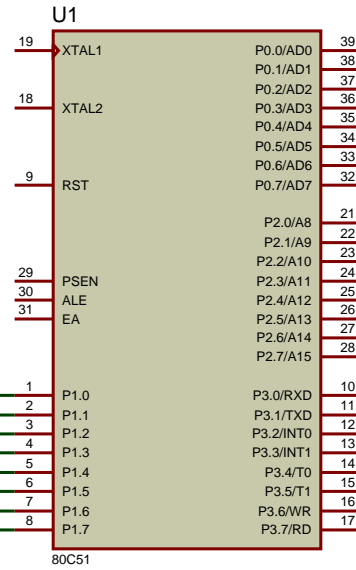 U1
19 XTAL1 P0.0/AD0 39
P0.1/AD1 38
P0.2/AD2 37
18 XTAL2 P0.3/AD3 36
P0.4/AD4 35
P0.5/AD5 34
P0.6/AD6 33
9 RST P0.7/AD7 32
P2.0/A8 21
P2.1/A9 22
P2.2/A10 23
29 PSEN P2.3/A11 24
30 ALE P2.4/A12 25
31 EA P2.5/A13 26
P2.6/A14 27
P2.7/A15 28
1 P1.0 P3.0/RXD 10
2 P1.1 P3.1/TXD 11
3 P1.2 P3.2/INT0 12
4 P1.3 P3.3/INT1 13
5 P1.4 P3.4/T0 14
6 P1.5 P3.5/T1 15
7 P1.6 P3.6/WR 16
8 P1.7 P3.7/RD 17
80C51